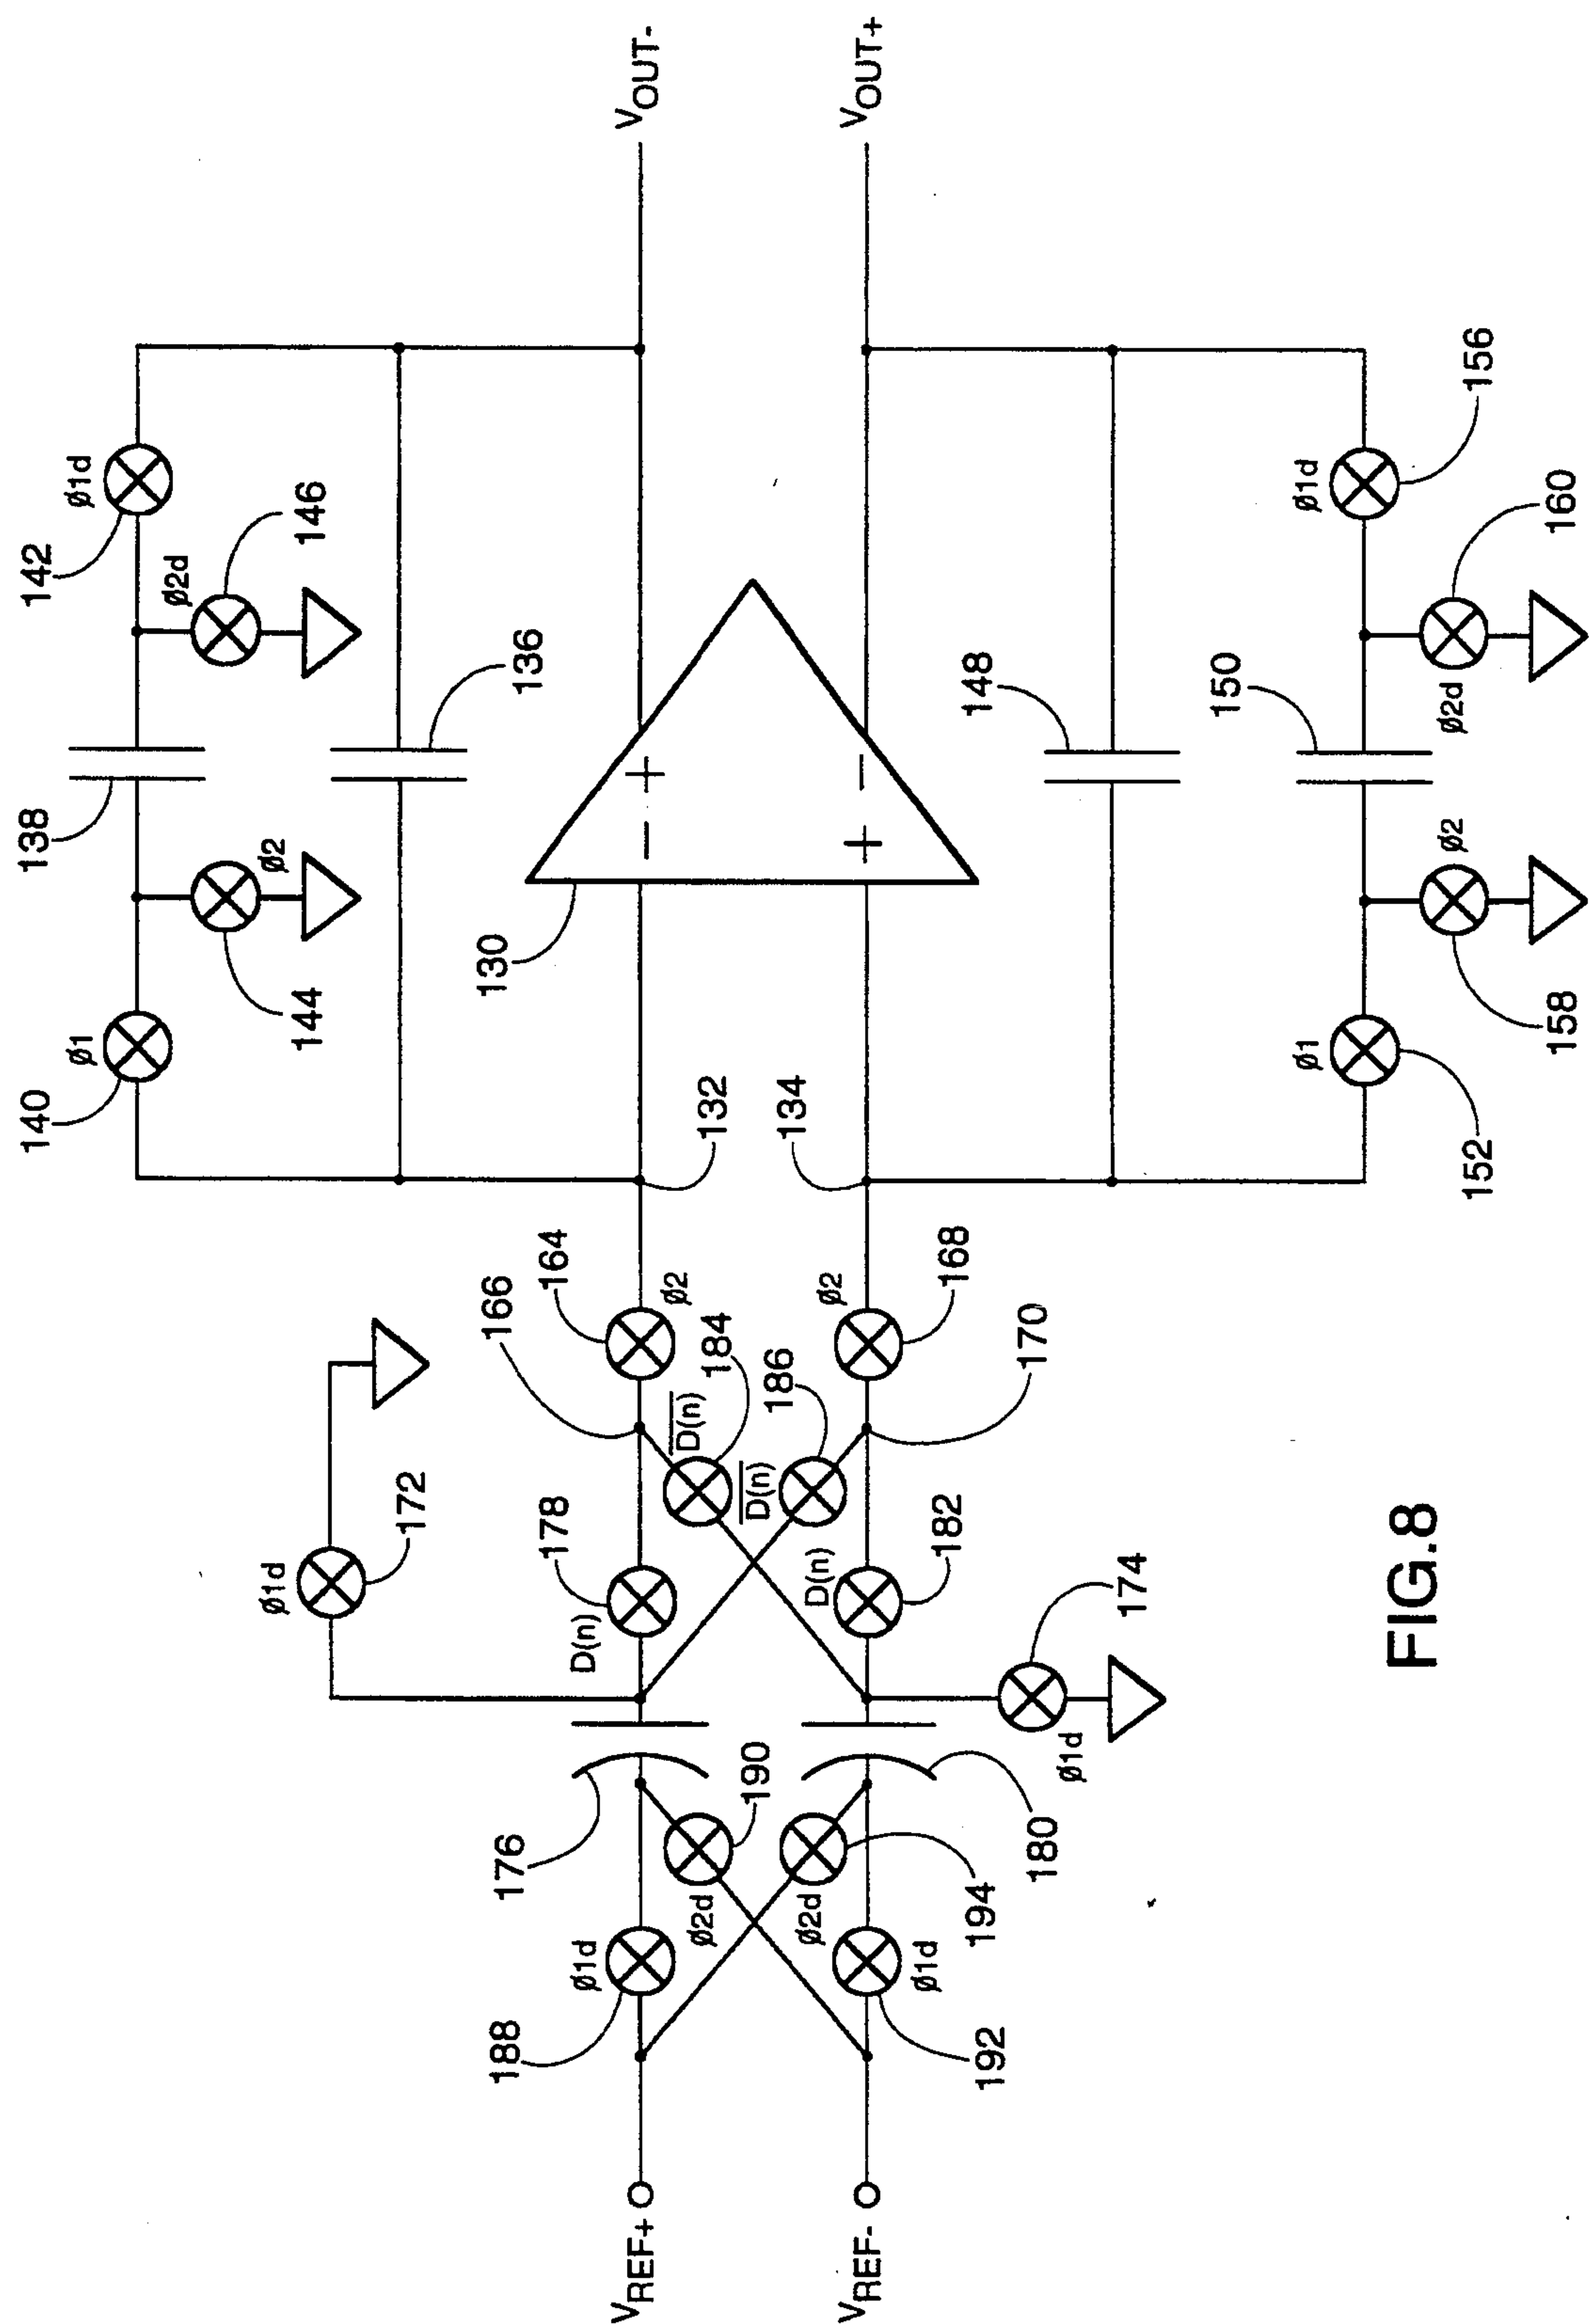 142
Ø1d
146
Ø2d
138
136
144
Ø2
140
Ø1
VOUT-
130
-
+
+
-
132
134
VOUT+
148
150
156
Ø1d
160
Ø2d
158
Ø2
152
Ø1
172
Ø1d
166
164
Ø2
184
D(n)
186
D(n)
168
Ø2
170
178
D(n)
182
D(n)
174
Ø1d
176
190
180
194
Ø2d
Ø2d
188
Ø1d
192
Ø1d
VREF+
VREF-
FIG.8